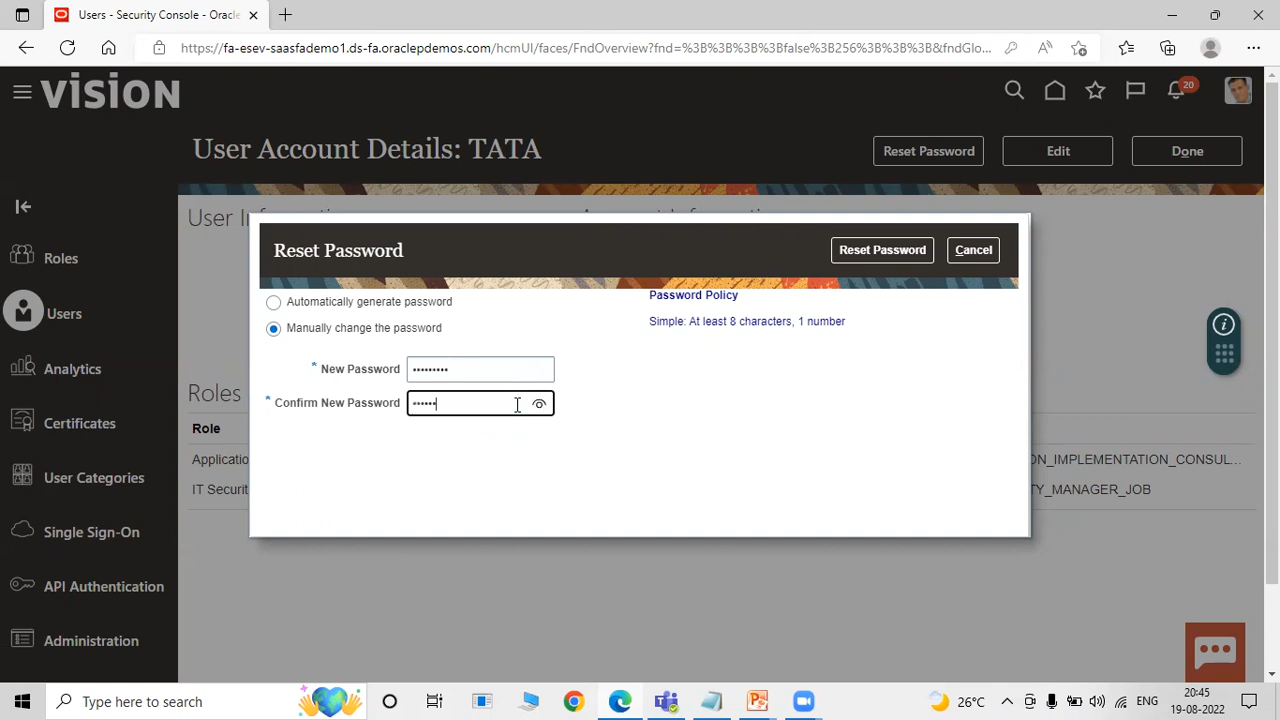 Users - Security Console - Oracle
https://fa-esev-saasfademo1.ds-fa.oraclepdemos.com/hcmUI/faces/FndOverview?fnd=%3B%3B%3B%3Bfalse%3B256%3B%3B%3B&fndGlo...
VISION
20
User Account Details: TATA
Reset Password
Edit
Done
Roles
Users
Analytics
Certificates
User Categories
Single Sign-On
API Authentication
Administration
Reset Password
Reset Password
Cancel
Automatically generate password
Password Policy
Manually change the password
Simple: At least 8 characters, 1 number
* New Password •••••••••
* Confirm New Password ••••••
Roles
Role
Applicatio
ON_IMPLEMENTATION_CONSUL...
IT Securit
TY_MANAGER_JOB
Type here to search
26°C
ENG
20:45
19-08-2022